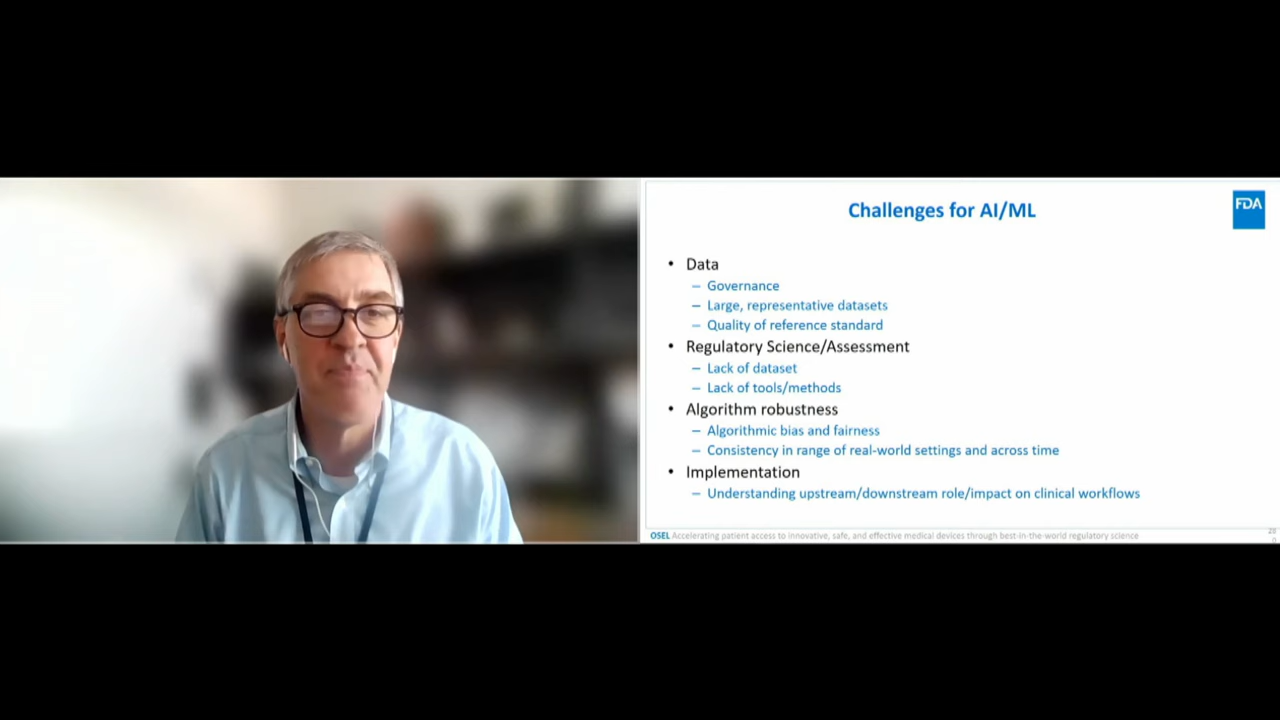 Challenges for AI/ML
FDA
• Data
– Governance
– Large, representative datasets
– Quality of reference standard
• Regulatory Science/Assessment
– Lack of dataset
– Lack of tools/methods
• Algorithm robustness
– Algorithmic bias and fairness
– Consistency in range of real-world settings and across time
• Implementation
– Understanding upstream/downstream role/impact on clinical workflows
OSEL Accelerating patient access to innovative, safe, and effective medical devices through best-in-the-world regulatory science